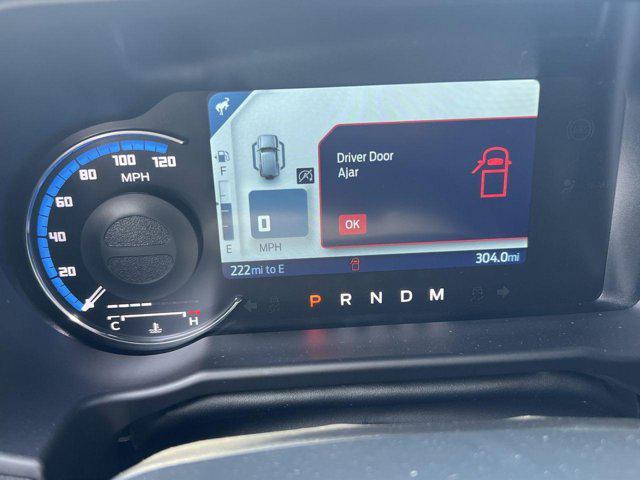 100
120
80
MPH
60
40
20
C
H
F
0
E
MPH
Driver Door
Ajar
OK
222mi to E
304.0mi
P R N D M